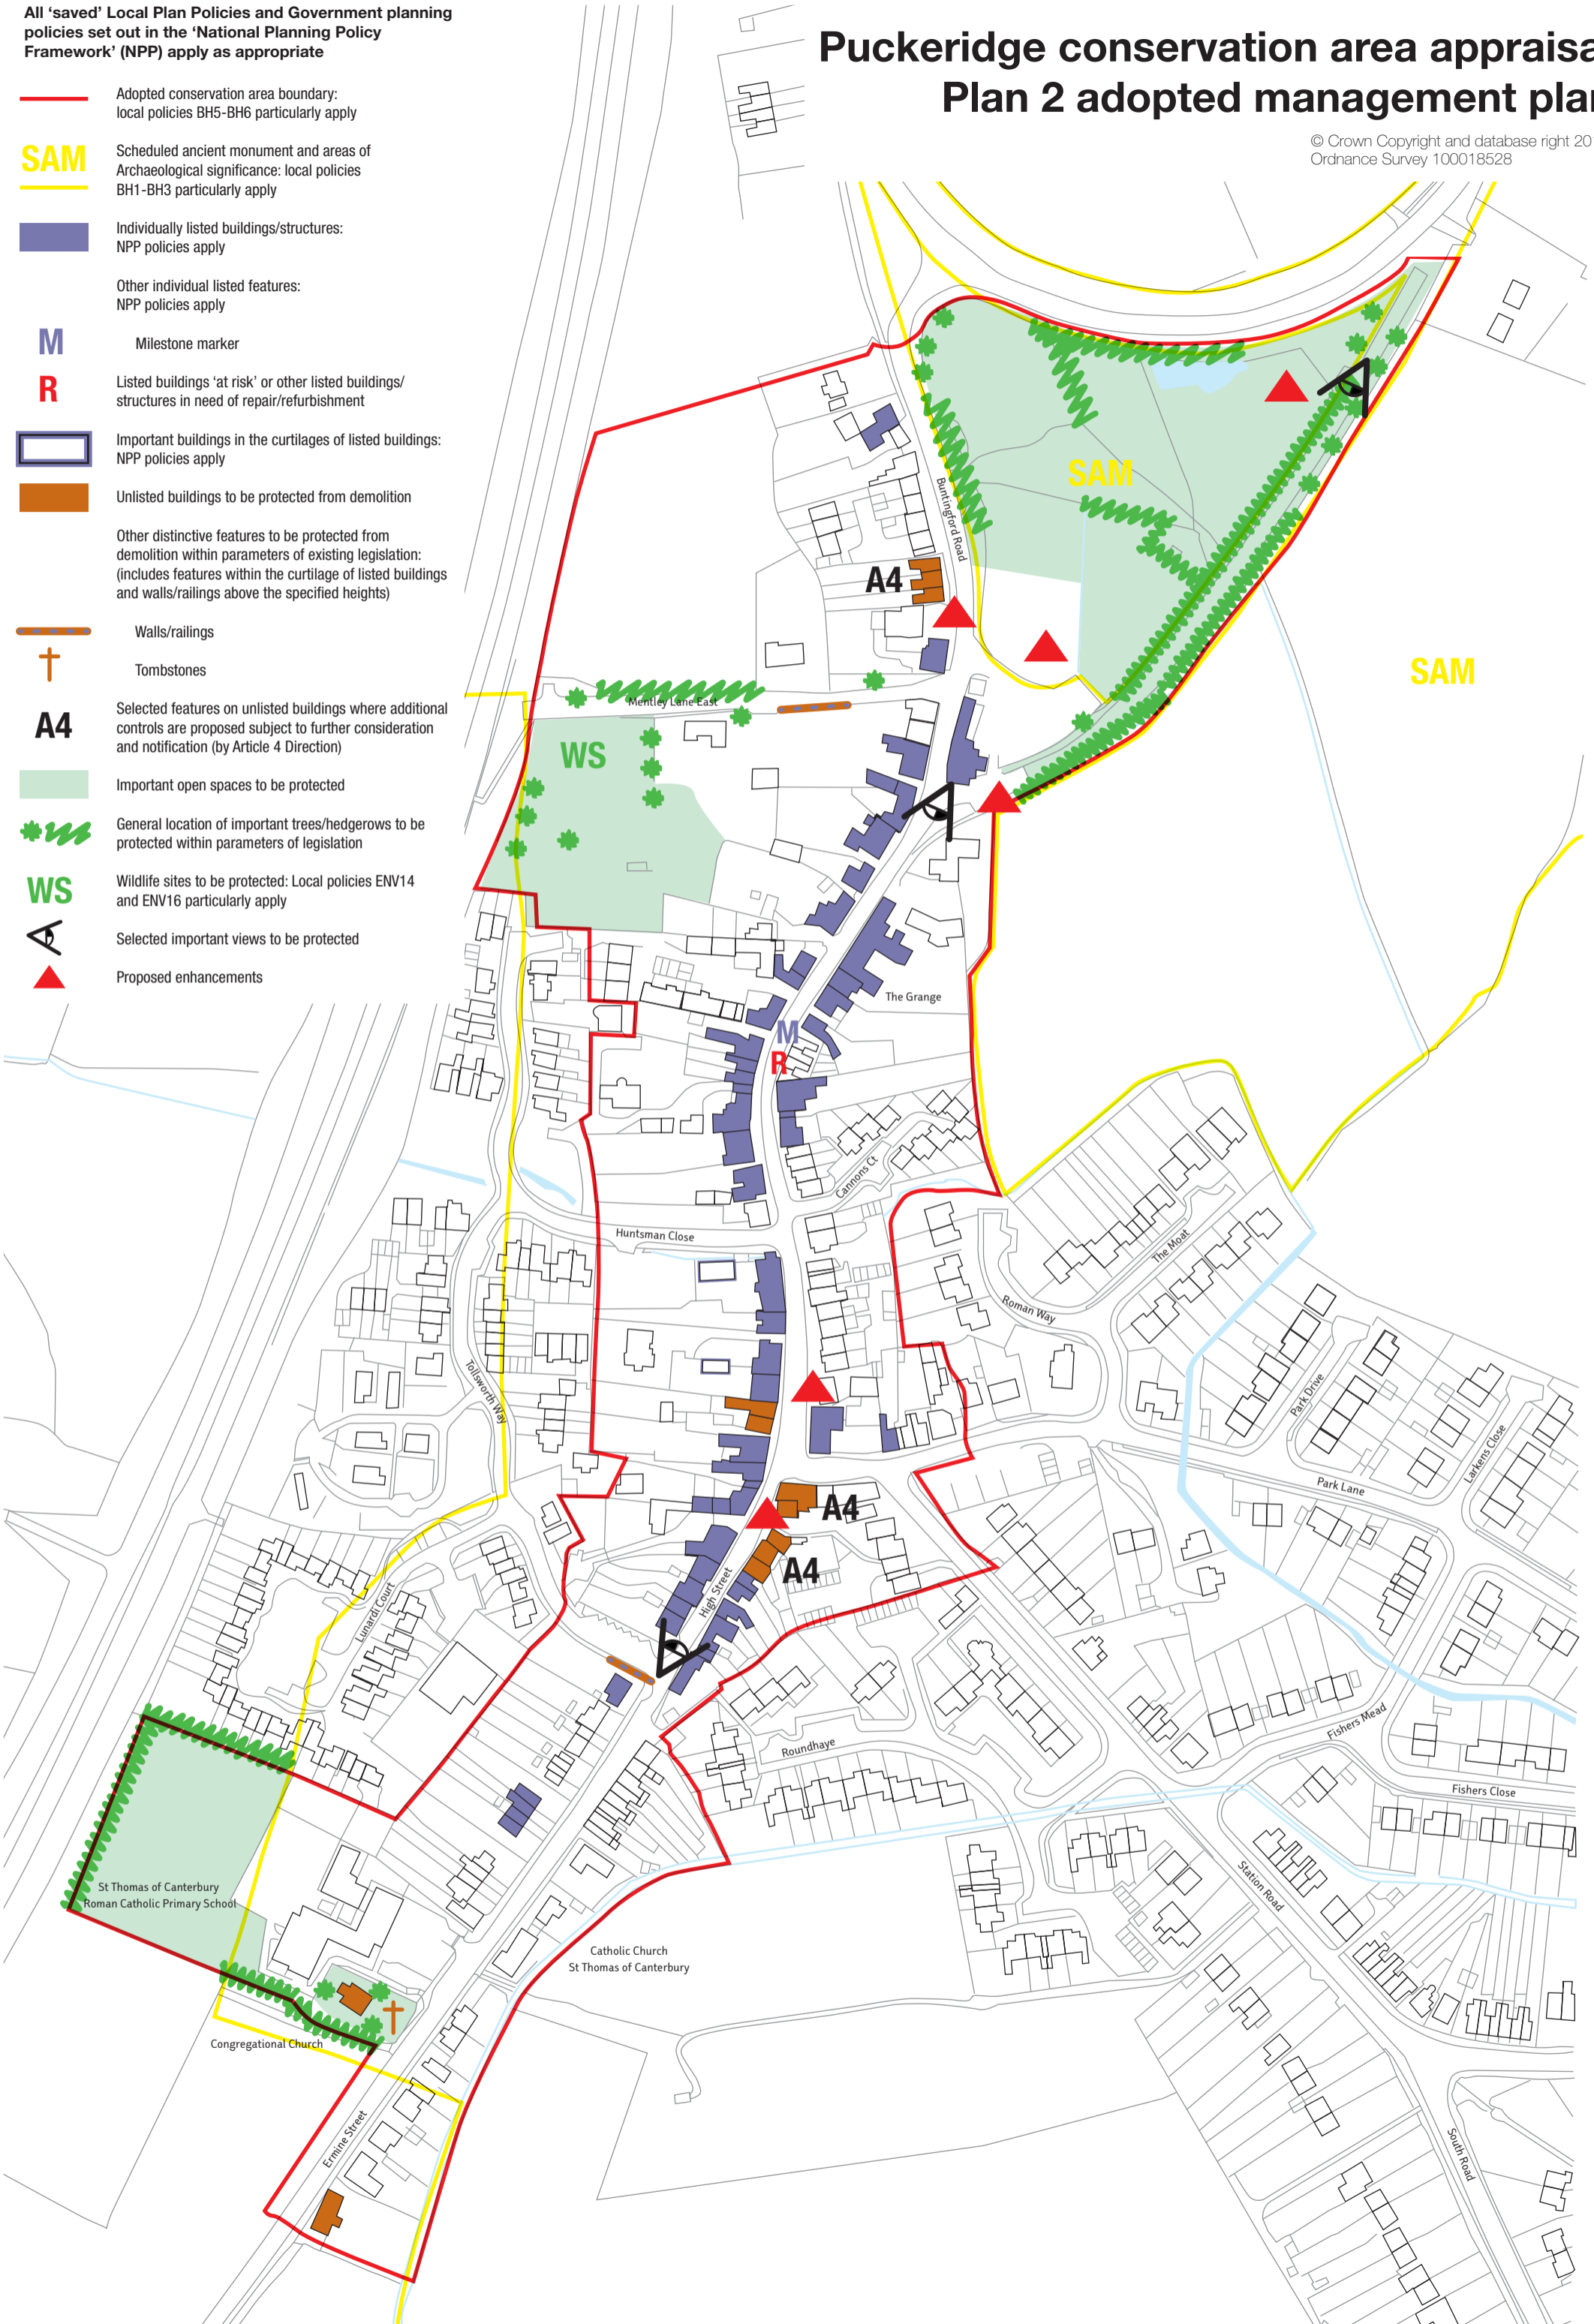 All ‘saved’ Local Plan Policies and Government planning
policies set out in the ‘National Planning Policy
Framework’ (NPP) apply as appropriate
Puckeridge conservation area appraisa
Plan 2 adopted management pla
© Crown Copyright and database right 20
Ordnance Survey 100018528
Adopted conservation area boundary:
local policies BH5-BH6 particularly apply
SAM
Scheduled ancient monument and areas of
Archaeological significance: local policies
BH1-BH3 particularly apply
Individually listed buildings/structures:
NPP policies apply
Other individual listed features:
NPP policies apply
M
Milestone marker
R
Listed buildings ‘at risk’ or other listed buildings/
structures in need of repair/refurbishment
Important buildings in the curtilages of listed buildings:
NPP policies apply
Unlisted buildings to be protected from demolition
Other distinctive features to be protected from
demolition within parameters of existing legislation:
(includes features within the curtilage of listed buildings
and walls/railings above the specified heights)
Walls/railings
Tombstones
A4
Selected features on unlisted buildings where additional
controls are proposed subject to further consideration
and notification (by Article 4 Direction)
Important open spaces to be protected
General location of important trees/hedgerows to be
protected within parameters of legislation
WS
Wildlife sites to be protected: Local policies ENV14
and ENV16 particularly apply
Selected important views to be protected
Proposed enhancements
SAM
Buntingford Road
A4
SAM
Mentley Lane East
WS
The Grange
M
R
Cannons Ct
Huntsman Close
The Moat
Roman Way
Tollsworth Way
Park Drive
Larkens Close
Park Lane
A4
A4
High Street
Lunardi Court
Fishers Mead
Roundhaye
Fishers Close
Station Road
St Thomas of Canterbury
Roman Catholic Primary School
Catholic Church
St Thomas of Canterbury
Congregational Church
Ermine Street
South Road